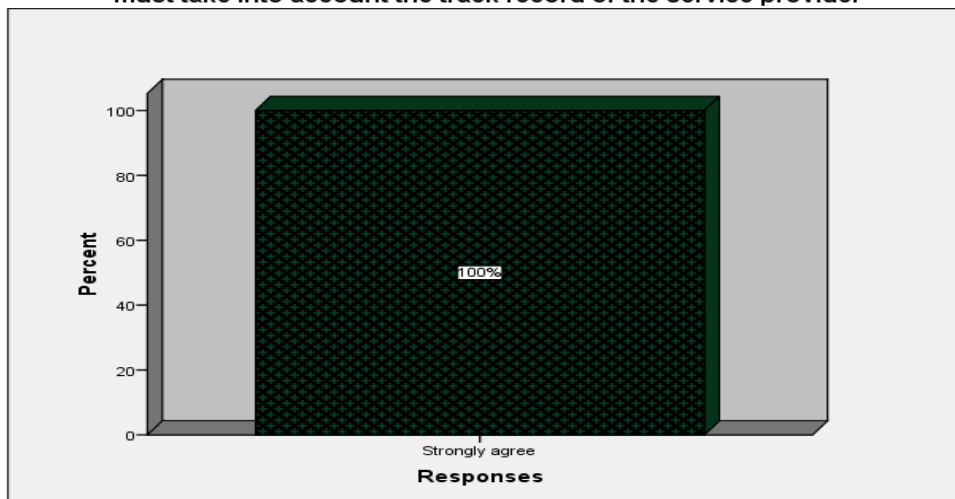 must take into account the track record of the service provider
100
80
60
40
20
0
Percent
100%
Strongly agree
Responses